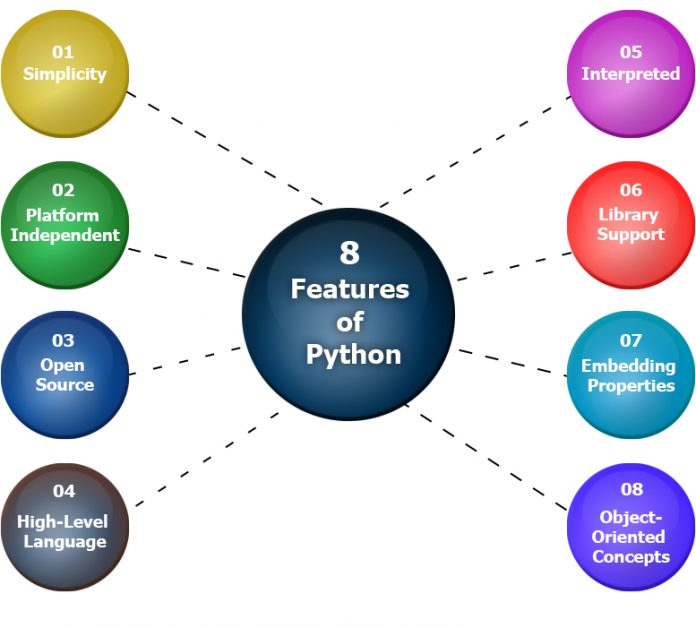 01
Simplicity
02
Platform
Independent
03
Open
Source
04
High-Level
Language
8
Features
of
Python
05
Interpreted
06
Library
Support
07
Embedding
Properties
08
Object-
Oriented
Concepts